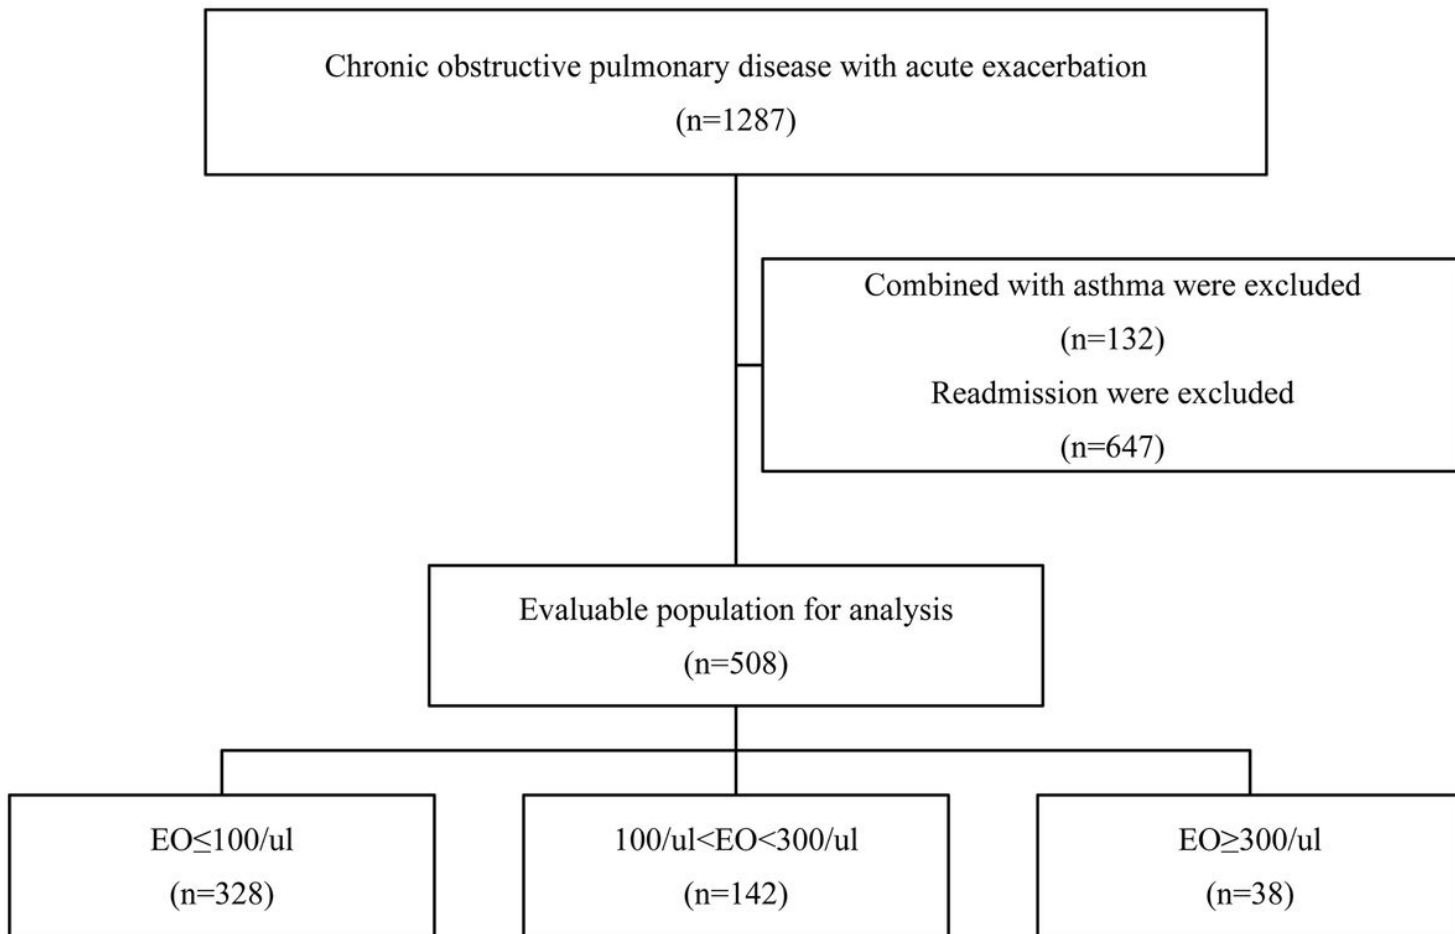 Chronic obstructive pulmonary disease with acute exacerbation
(n=1287)
Combined with asthma were excluded
(n=132)
Readmission were excluded
(n=647)
Evaluable population for analysis
(n=508)
EO≤100/ul
(n=328)
100/ul<EO<300/ul
(n=142)
EO≥300/ul
(n=38)